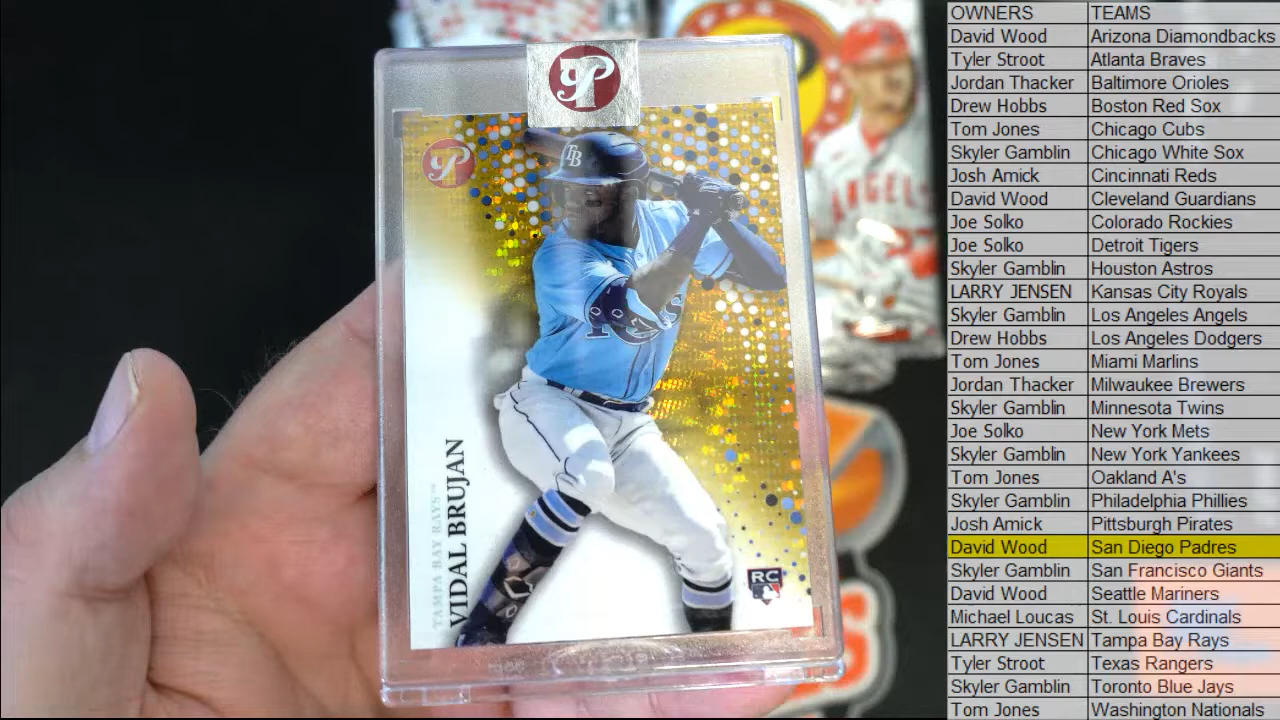 P
P
TB
TAMPA BAY RAYS™
VIDAL BRUJAN
RC
ANGELS
OWNERS TEAMS
David Wood Arizona Diamondbacks
Tyler Stroot Atlanta Braves
Jordan Thacker Baltimore Orioles
Drew Hobbs Boston Red Sox
Tom Jones Chicago Cubs
Skyler Gamblin Chicago White Sox
Josh Amick Cincinnati Reds
David Wood Cleveland Guardians
Joe Solko Colorado Rockies
Joe Solko Detroit Tigers
Skyler Gamblin Houston Astros
LARRY JENSEN Kansas City Royals
Skyler Gamblin Los Angeles Angels
Drew Hobbs Los Angeles Dodgers
Tom Jones Miami Marlins
Jordan Thacker Milwaukee Brewers
Skyler Gamblin Minnesota Twins
Joe Solko New York Mets
Skyler Gamblin New York Yankees
Tom Jones Oakland A's
Skyler Gamblin Philadelphia Phillies
Josh Amick Pittsburgh Pirates
David Wood San Diego Padres
Skyler Gamblin San Francisco Giants
David Wood Seattle Mariners
Michael Loucas St. Louis Cardinals
LARRY JENSEN Tampa Bay Rays
Tyler Stroot Texas Rangers
Skyler Gamblin Toronto Blue Jays
Tom Jones Washington Nationals